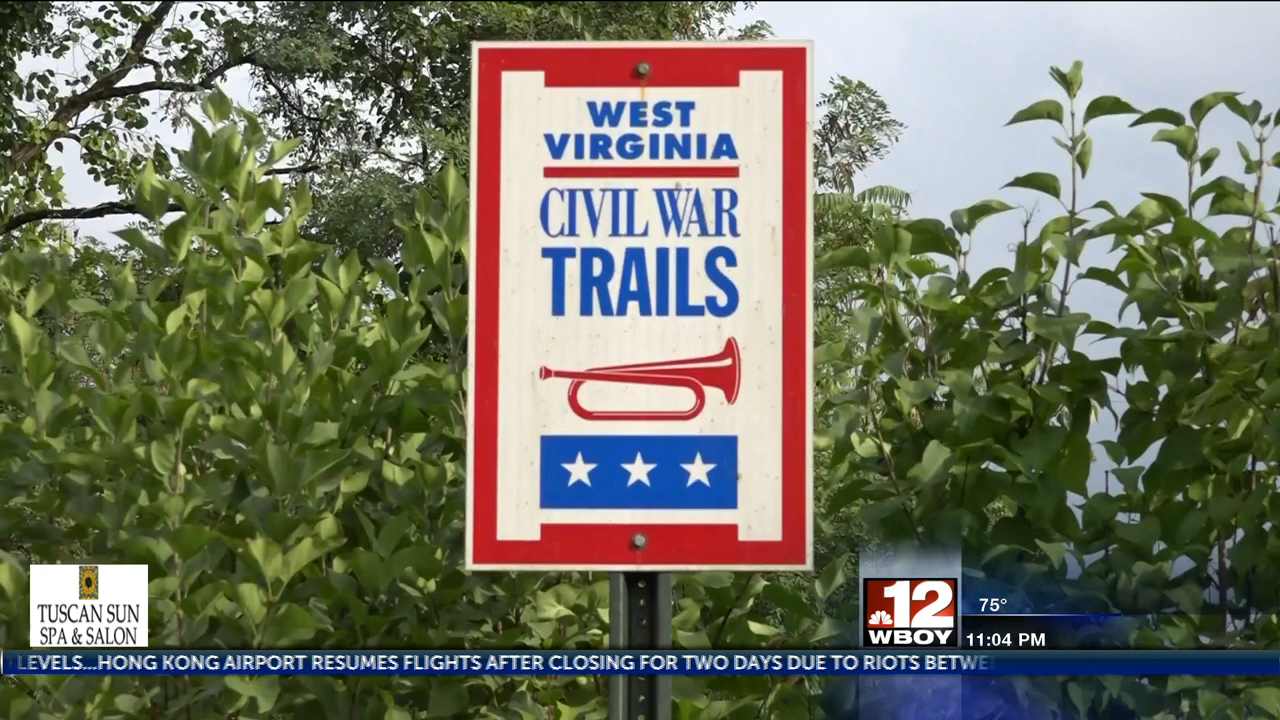 WEST
VIRGINIA
CIVIL WAR
TRAILS
TUSCAN SUN
SPA & SALON
12
WBOY
75°
11:04 PM
LEVELS...HONG KONG AIRPORT RESUMES FLIGHTS AFTER CLOSING FOR TWO DAYS DUE TO RIOTS